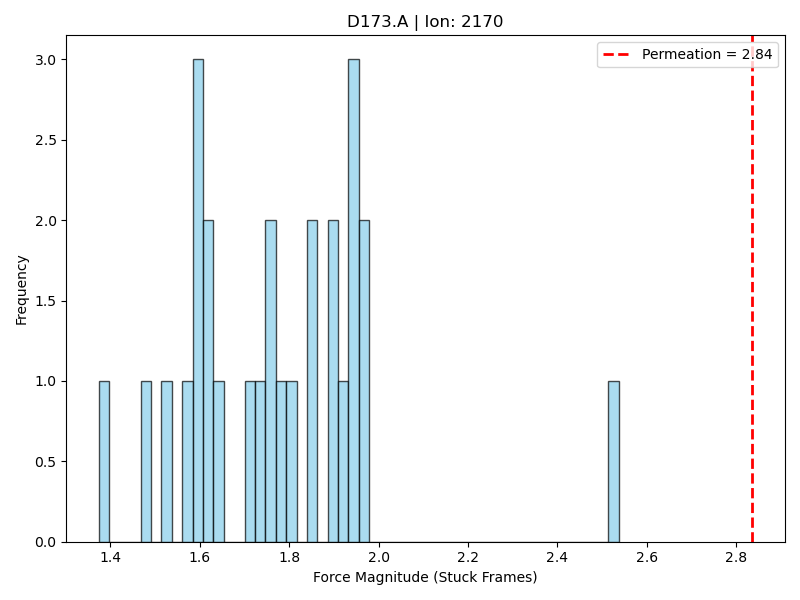 D173.A | Ion: 2170
Permeation = 2.84
3.0
2.5
2.0
1.5
1.0
0.5
0.0
Frequency
1.4 1.6 1.8 2.0 2.2 2.4 2.6 2.8
Force Magnitude (Stuck Frames)